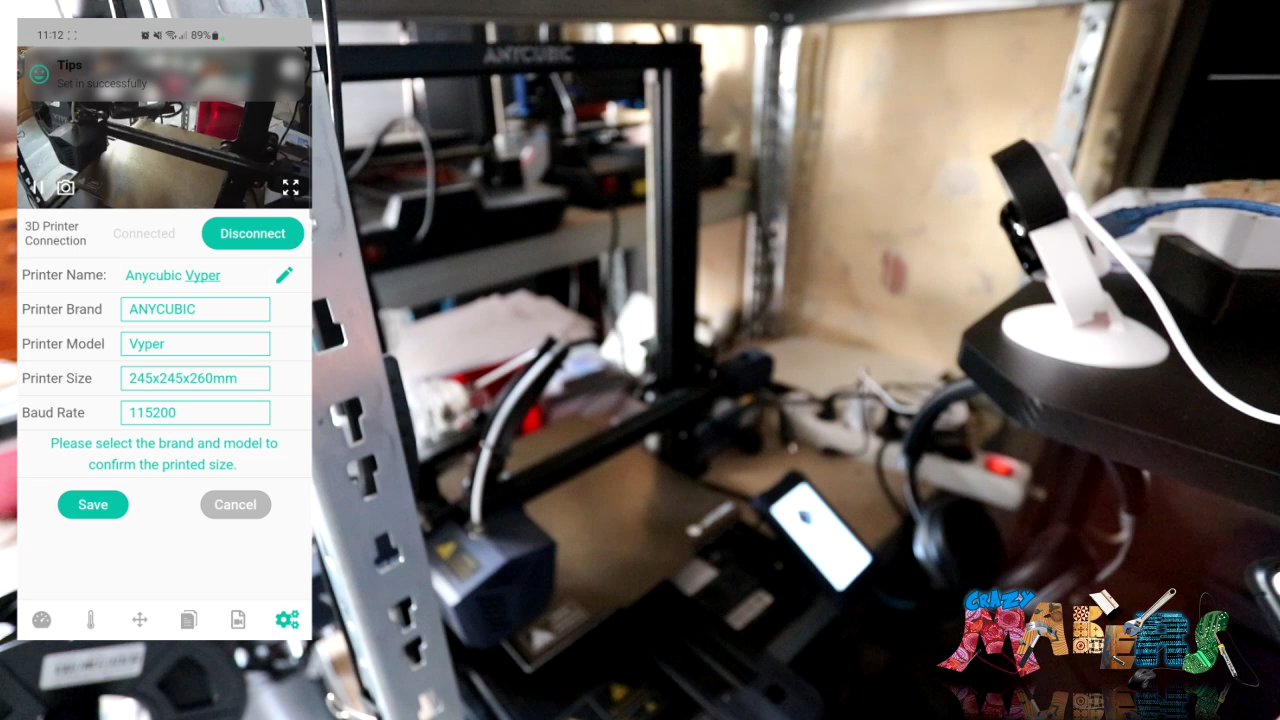 11:12
89%
Tips
Set in successfully
3D Printer
Connection
Connected
Disconnect
Printer Name:
Anycubic Vyper
Printer Brand
ANYCUBIC
Printer Model
Vyper
Printer Size
245x245x260mm
Baud Rate
115200
Please select the brand and model to
confirm the printed size.
Save
Cancel
ANYCUBIC
CRAZY
MAKERS